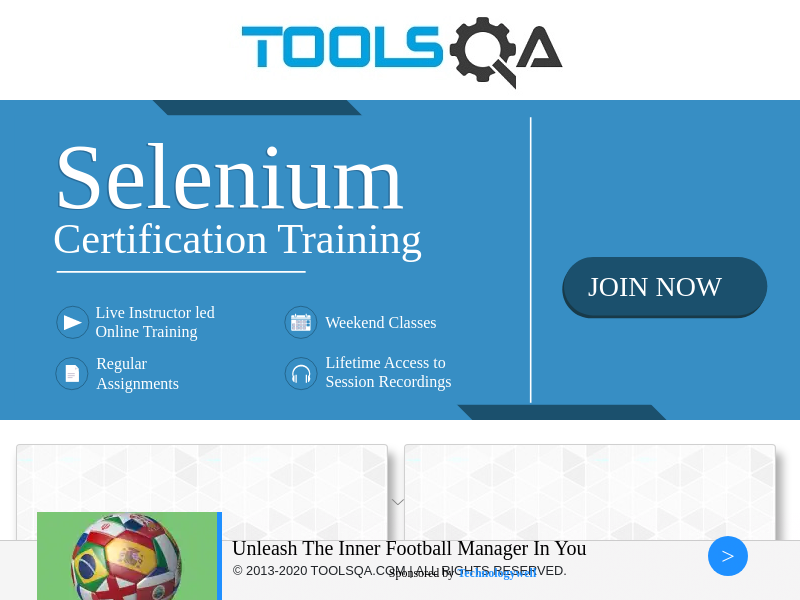 TOOLSQA
Selenium
Certification Training
JOIN NOW
Live Instructor led
Online Training
Weekend Classes
Regular
Assignments
Lifetime Access to
Session Recordings
Unleash The Inner Football Manager In You
© 2013-2020 TOOLSQA.COM | ALL RIGHTS RESERVED.
Sponsored by Technologywell
>